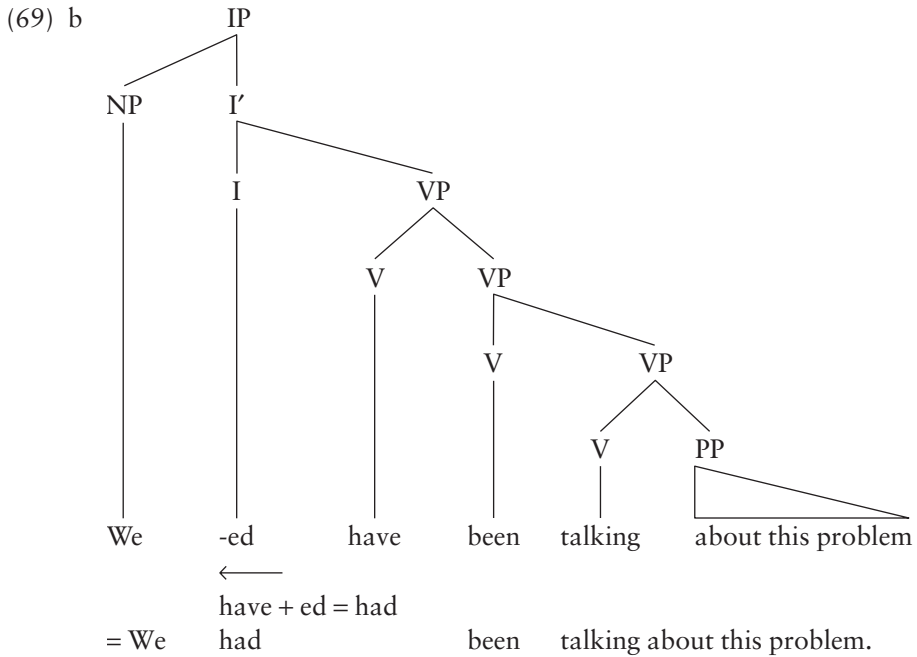 (69) b IP
NP I′
I VP
V VP
V VP
V PP
We -ed have been talking about this problem
have + ed = had
= We had been talking about this problem.